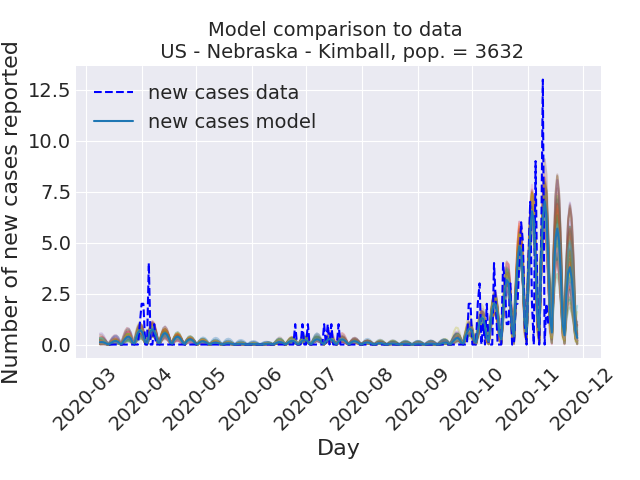 Model comparison to data
US - Nebraska - Kimball, pop. = 3632
new cases data
new cases model
Number of new cases reported
12.5
10.0
7.5
5.0
2.5
0.0
2020-03
2020-04
2020-05
2020-06
2020-07
2020-08
2020-09
2020-10
2020-11
2020-12
Day